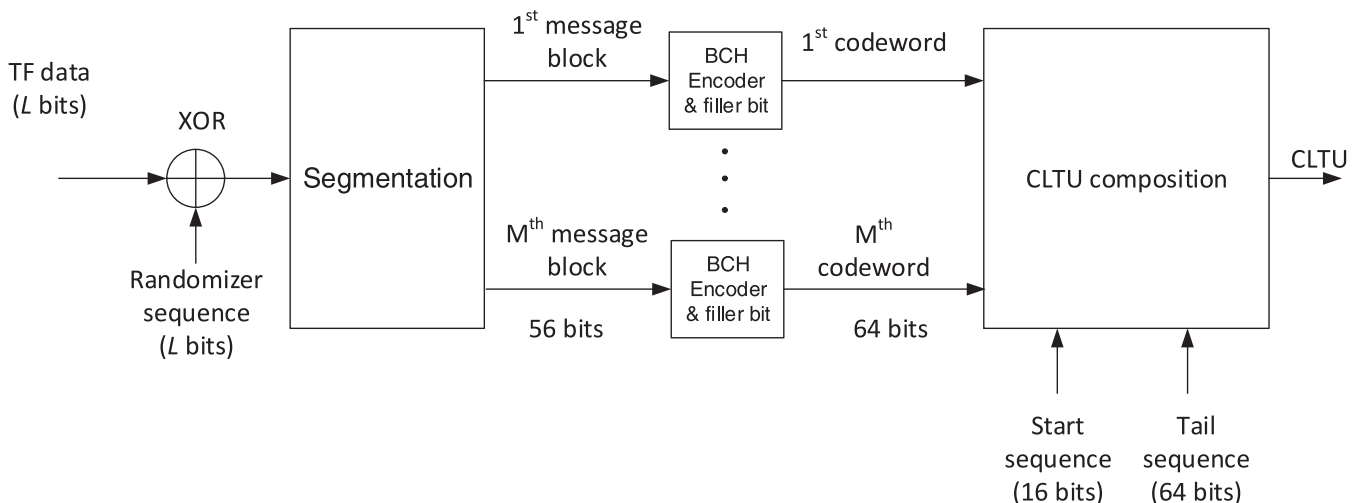 TF data
(L bits)
XOR
Randomizer
sequence
(L bits)
Segmentation
1st message
block
BCH
Encoder
& filler bit
1st codeword
Mth message
block
56 bits
BCH
Encoder
& filler bit
Mth
codeword
64 bits
CLTU composition
CLTU
Start
sequence
(16 bits)
Tail
sequence
(64 bits)